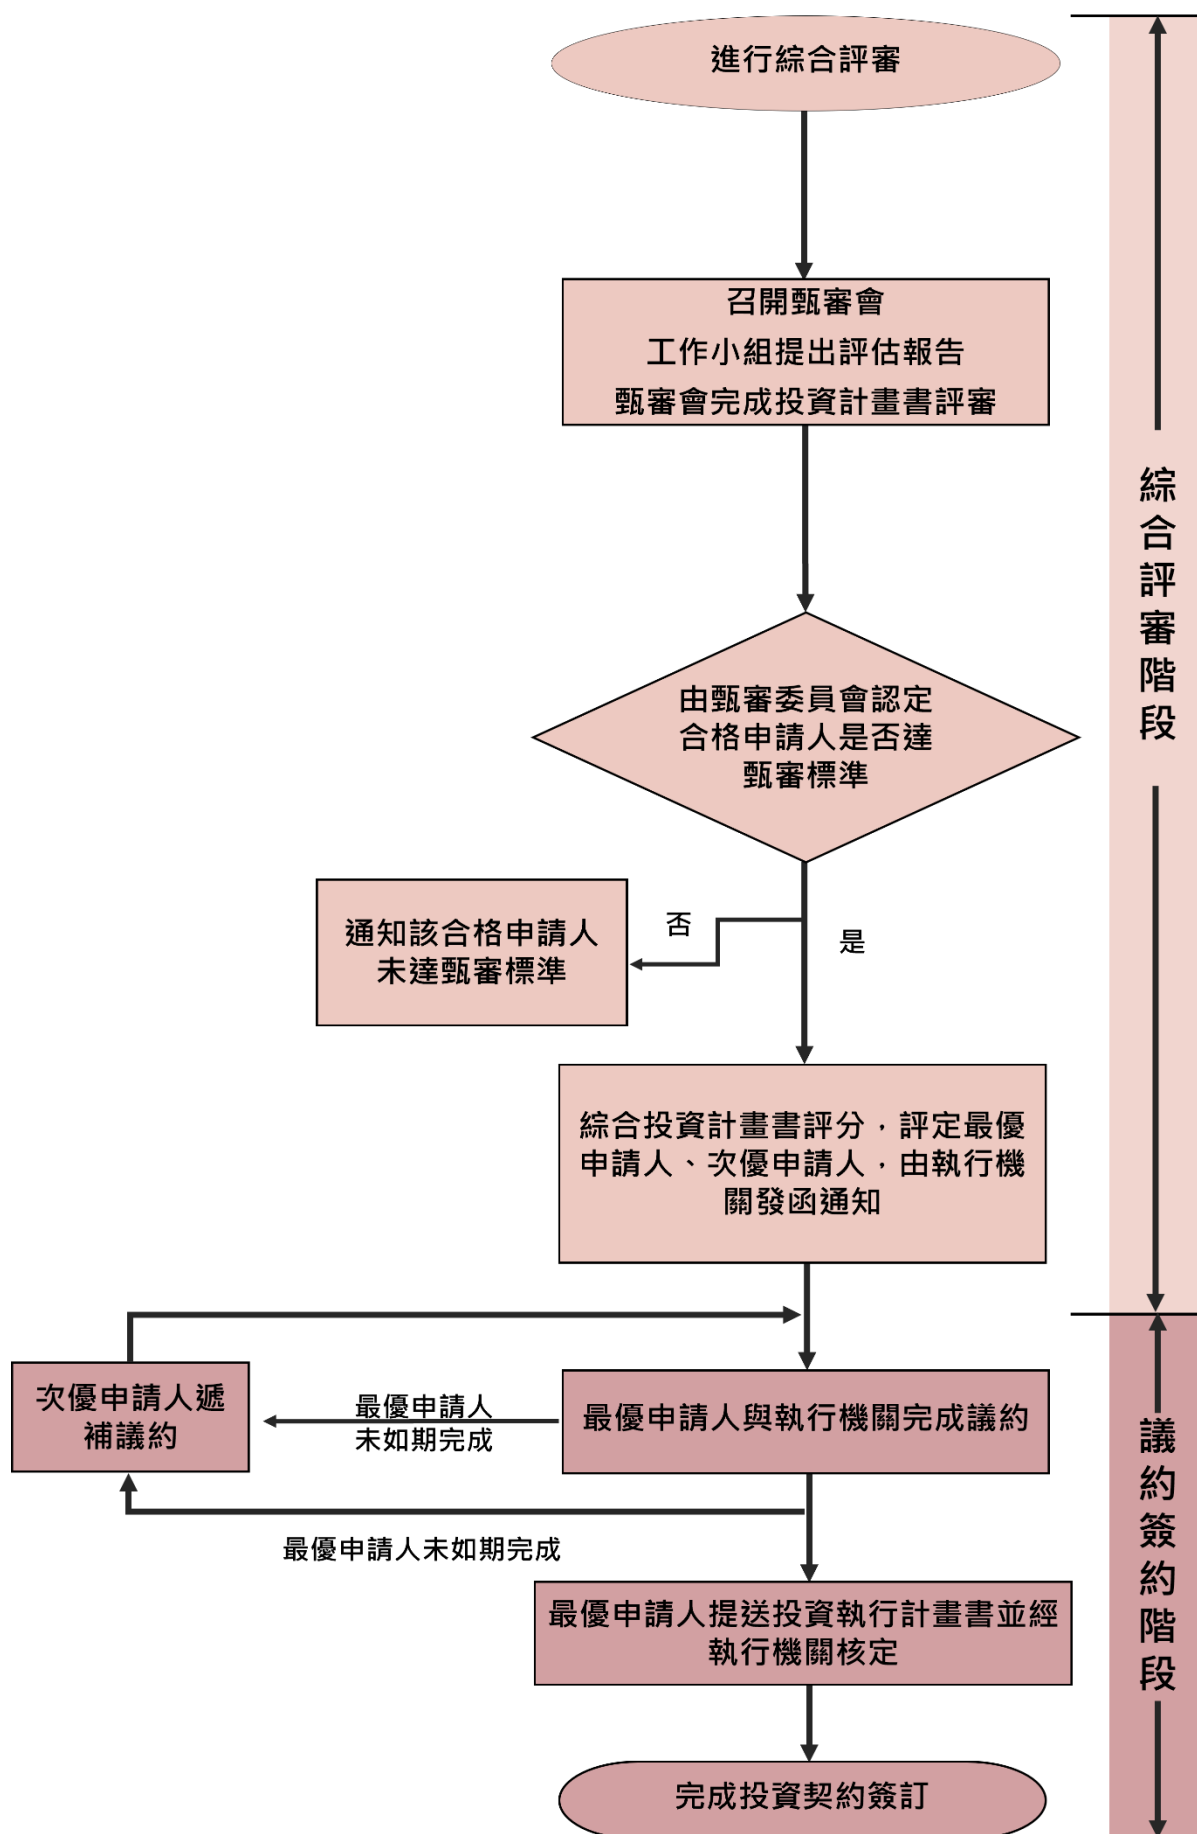 進行綜合評審
召開甄審會
工作小組提出評估報告
甄審會完成投資計畫書評審
綜合評審階段
由甄審委員會認定
合格申請人是否達
甄審標準
否
是
通知該合格申請人
未達甄審標準
綜合投資計畫書評分，評定最優
申請人、次優申請人，由執行機
關發函通知
次優申請人遞
補議約
最優申請人
未如期完成
最優申請人與執行機關完成議約
議約簽約階段
最優申請人未如期完成
最優申請人提送投資執行計畫書並經
執行機關核定
完成投資契約簽訂